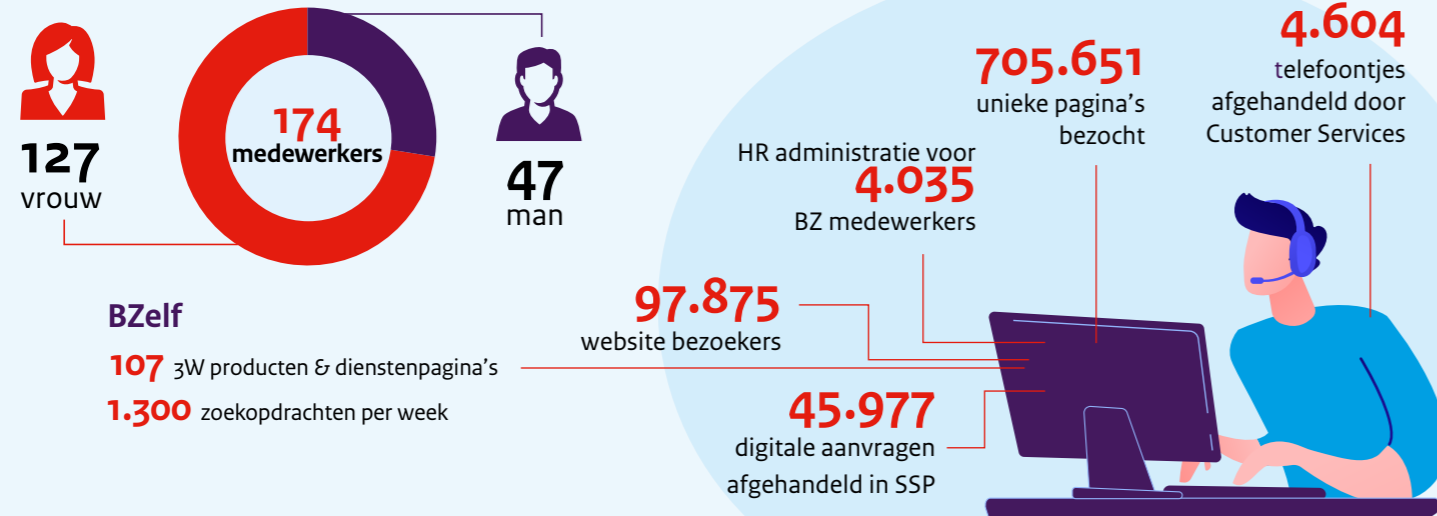 174
medewerkers
127
vrouw
47
man
BZelf
107 3W producten & dienstenpagina's
1.300 zoekopdrachten per week
HR administratie voor
4.035
BZ medewerkers
97.875
website bezoekers
45.977
digitale aanvragen
afgehandeld in SSP
705.651
unieke pagina's
bezocht
4.604
telefoontjes
afgehandeld door
Customer Services